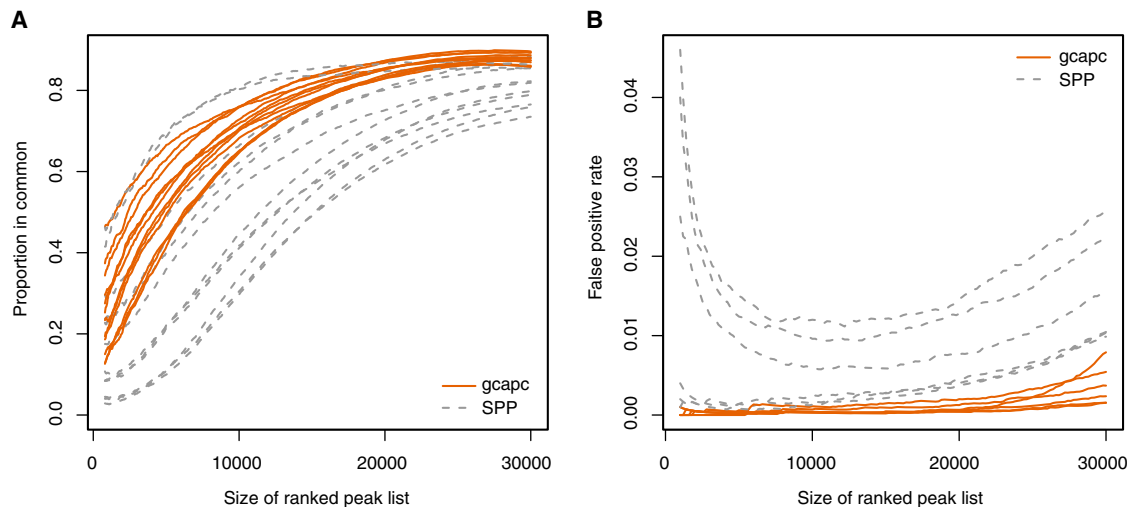 A
Proportion in common
0.8
0.6
0.4
0.2
0.0
gcapc
SPP
0
10000
20000
30000
Size of ranked peak list
B
False positive rate
0.04
0.03
0.02
0.01
0.00
gcapc
SPP
0
10000
20000
30000
Size of ranked peak list